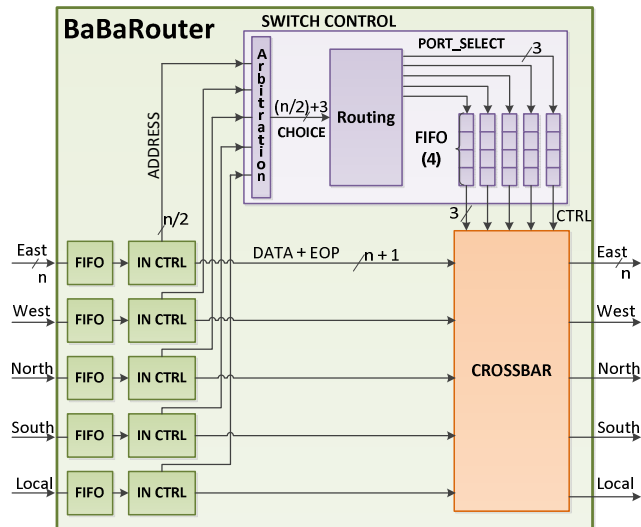 BaBaRouter
SWITCH CONTROL
Arbitration
(n/2)+3
CHOICE
Routing
PORT_SELECT
3
FIFO
(4)
ADDRESS
n/2
3
CTRL
East
n
FIFO
IN CTRL
DATA + EOP
n + 1
East
n
West
FIFO
IN CTRL
West
North
FIFO
IN CTRL
CROSSBAR
North
South
FIFO
IN CTRL
South
Local
FIFO
IN CTRL
Local